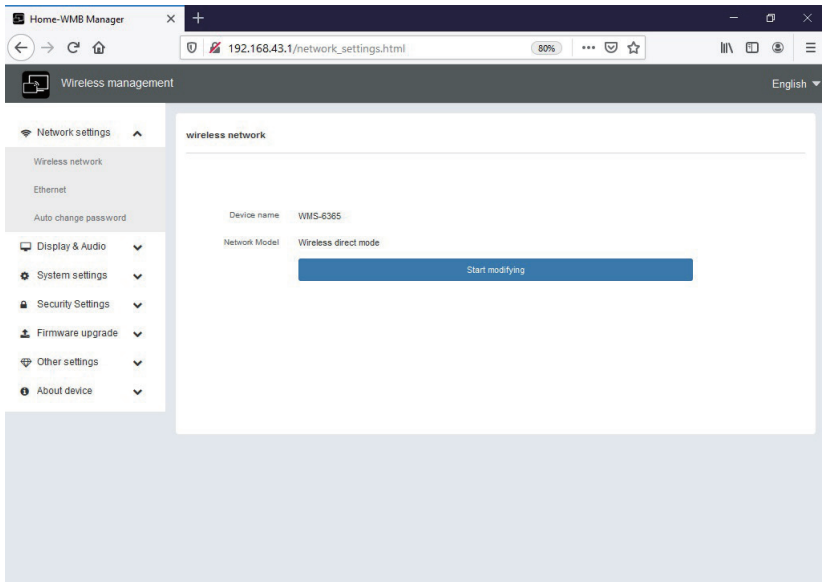 Home-WMB Manager
192.168.43.1/network_settings.html 80%
Wireless management English
Network settings
Wireless network
Ethernet
Auto change password
Display & Audio
System settings
Security Settings
Firmware upgrade
Other settings
About device
wireless network
Device name WMS-6365
Network Model Wireless direct mode
Start modifying